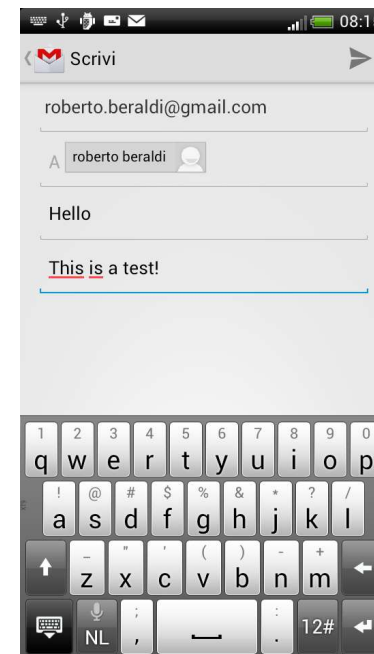 08:1
Scrivi
roberto.beraldi@gmail.com
A roberto beraldi
Hello
This is a test!
1 2 3 4 5 6 7 8 9 0
q w e r t y u i o p
! @ # $ % & * ? /
a s d f g h j k l
_ " ' ( ) - +
z x c v b n m
; :
NL , 12#